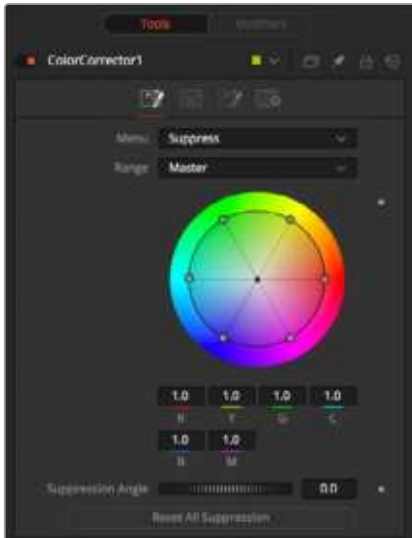 Tools Modifiers
ColorCorrector1
Menu Suppress
Range Master
1.0 1.0 1.0 1.0
R Y G C
1.0 1.0
B M
Suppression Angle 0.0
Reset All Suppression